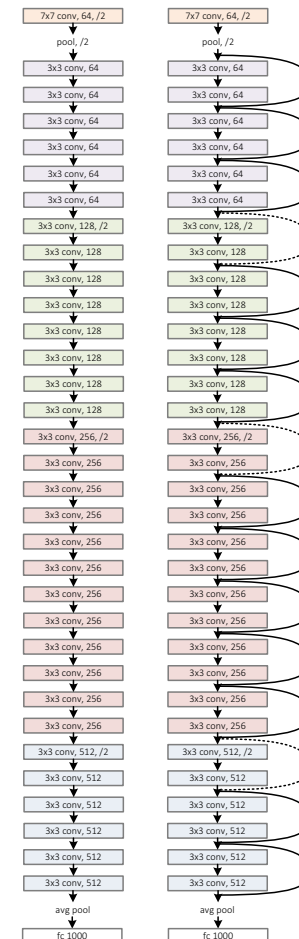 7x7 conv, 64, /2
pool, /2
3x3 conv, 64
3x3 conv, 64
3x3 conv, 64
3x3 conv, 64
3x3 conv, 64
3x3 conv, 64
3x3 conv, 128, /2
3x3 conv, 128
3x3 conv, 128
3x3 conv, 128
3x3 conv, 128
3x3 conv, 128
3x3 conv, 128
3x3 conv, 128
3x3 conv, 256, /2
3x3 conv, 256
3x3 conv, 256
3x3 conv, 256
3x3 conv, 256
3x3 conv, 256
3x3 conv, 256
3x3 conv, 256
3x3 conv, 256
3x3 conv, 256
3x3 conv, 256
3x3 conv, 256
3x3 conv, 512, /2
3x3 conv, 512
3x3 conv, 512
3x3 conv, 512
3x3 conv, 512
3x3 conv, 512
avg pool
fc 1000
7x7 conv, 64, /2
pool, /2
3x3 conv, 64
3x3 conv, 64
3x3 conv, 64
3x3 conv, 64
3x3 conv, 64
3x3 conv, 64
3x3 conv, 128, /2
3x3 conv, 128
3x3 conv, 128
3x3 conv, 128
3x3 conv, 128
3x3 conv, 128
3x3 conv, 128
3x3 conv, 128
3x3 conv, 256, /2
3x3 conv, 256
3x3 conv, 256
3x3 conv, 256
3x3 conv, 256
3x3 conv, 256
3x3 conv, 256
3x3 conv, 256
3x3 conv, 256
3x3 conv, 256
3x3 conv, 256
3x3 conv, 256
3x3 conv, 512, /2
3x3 conv, 512
3x3 conv, 512
3x3 conv, 512
3x3 conv, 512
3x3 conv, 512
avg pool
fc 1000